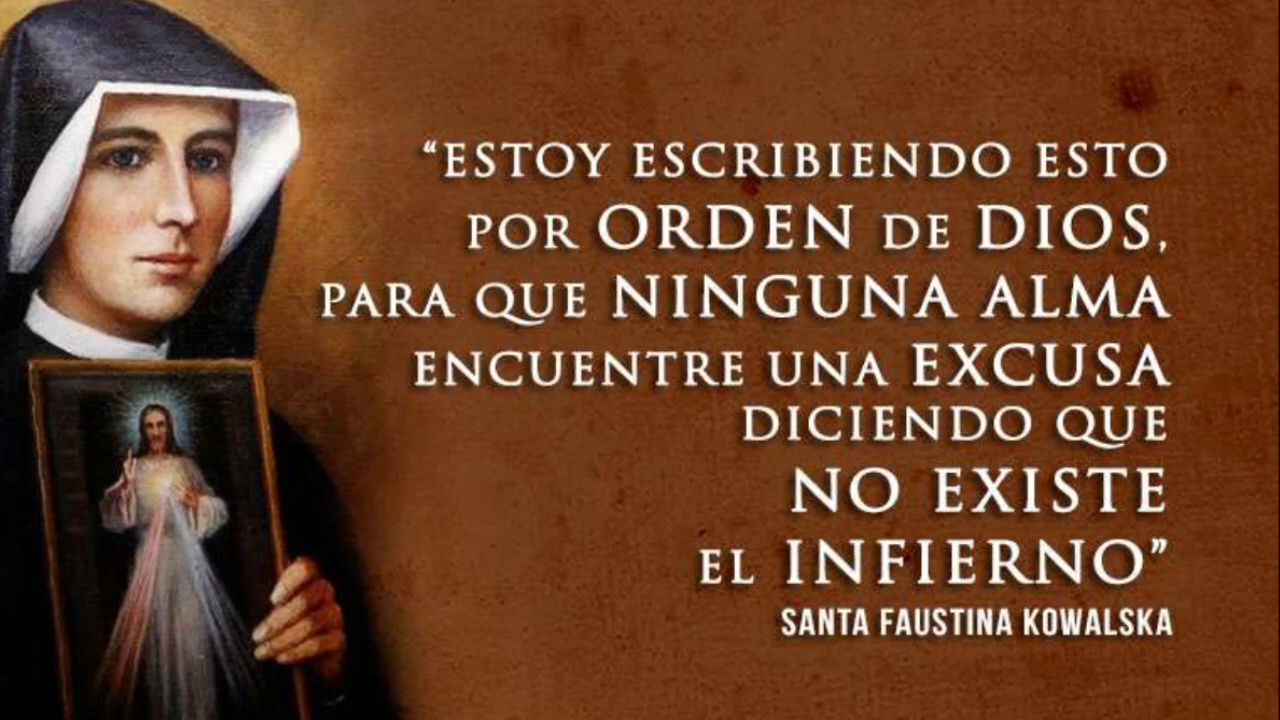 “ESTOY ESCRIBIENDO ESTO
POR ORDEN DE DIOS,
PARA QUE NINGUNA ALMA
ENCUENTRE UNA EXCUSA
DICIENDO QUE
NO EXISTE
EL INFIERNO”
SANTA FAUSTINA KOWALSKA